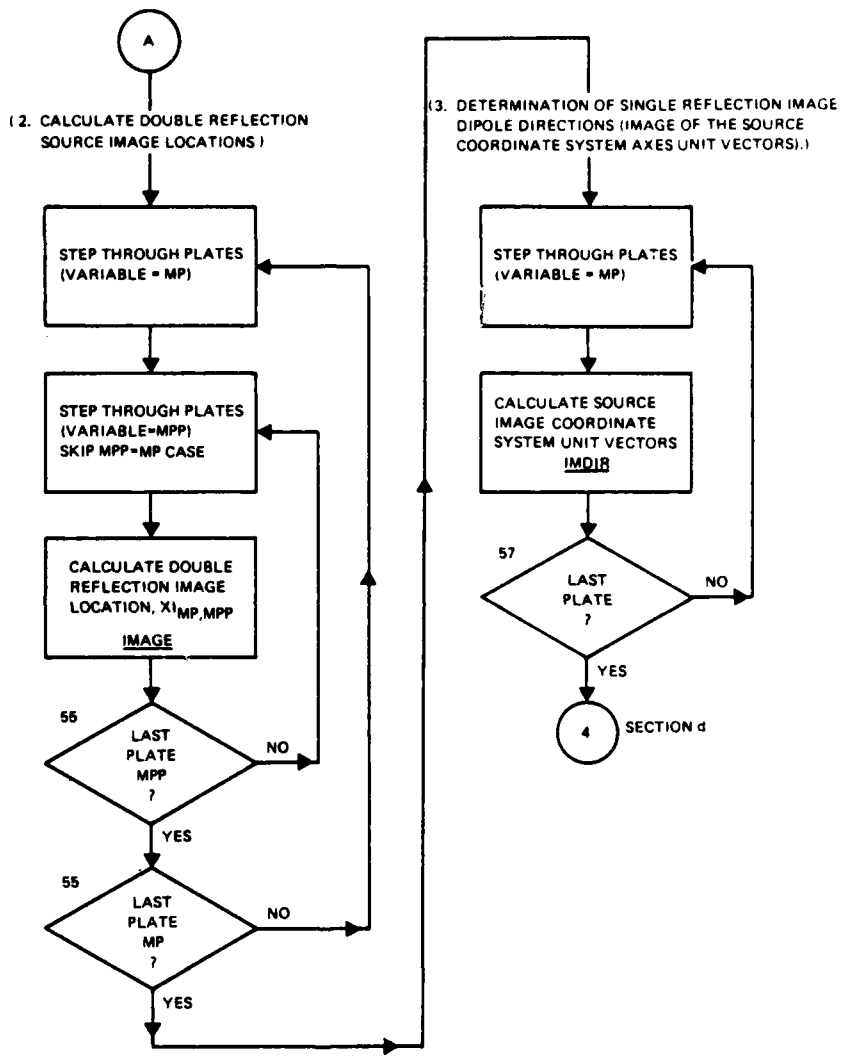 A
(2. CALCULATE DOUBLE REFLECTION
SOURCE IMAGE LOCATIONS)
STEP THROUGH PLATES
(VARIABLE = MP)
STEP THROUGH PLATES
(VARIABLE=MPP)
SKIP MPP=MP CASE
CALCULATE DOUBLE
REFLECTION IMAGE
LOCATION, XI MP,MPP
IMAGE
55
LAST
PLATE
MPP
?
NO
YES
55
LAST
PLATE
MP
?
NO
YES
(3. DETERMINATION OF SINGLE REFLECTION IMAGE
DIPOLE DIRECTIONS (IMAGE OF THE SOURCE
COORDINATE SYSTEM AXES UNIT VECTORS).)
STEP THROUGH PLATES
(VARIABLE = MP)
CALCULATE SOURCE
IMAGE COORDINATE
SYSTEM UNIT VECTORS
IMDIR
57
LAST
PLATE
?
NO
YES
4
SECTION d